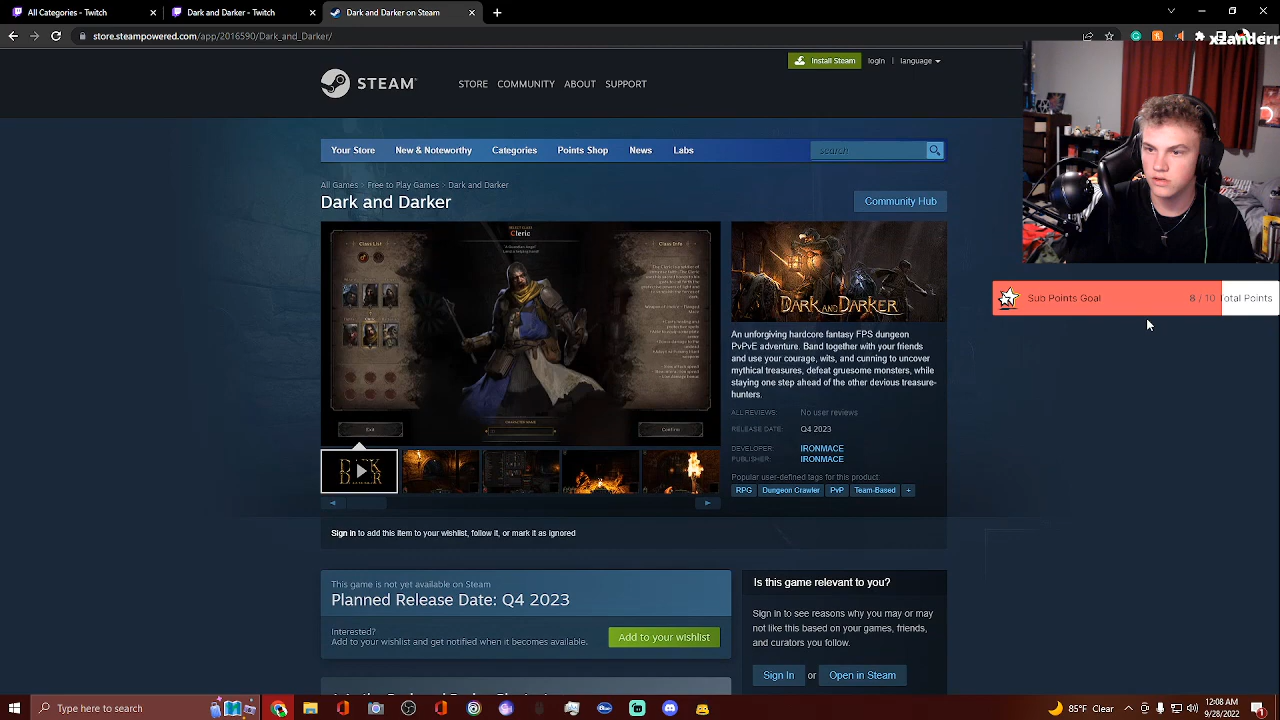 All Categories - Twitch
Dark and Darker - Twitch
Dark and Darker on Steam
store.steampowered.com/app/2016590/Dark_and_Darker/
xzanderr
Install Steam
login
language
STEAM
STORE
COMMUNITY
ABOUT
SUPPORT
Your Store
New & Noteworthy
Categories
Points Shop
News
Labs
search
All Games > Free to Play Games > Dark and Darker
Dark and Darker
Community Hub
Cleric
Class List
Class Info
Exit
Confirm
DARK AND DARKER
An unforgiving hardcore fantasy FPS dungeon
PvPvE adventure. Band together with your friends
and use your courage, wits, and cunning to uncover
mythical treasures, defeat gruesome monsters, while
staying one step ahead of the other devious treasure-
hunters.
ALL REVIEWS: No user reviews
RELEASE DATE: Q4 2023
DEVELOPER: IRONMACE
PUBLISHER: IRONMACE
Popular user-defined tags for this product:
RPG
Dungeon Crawler
PvP
Team-Based
+
Sub Points Goal
8 / 10
Total Points
Sign in to add this item to your wishlist, follow it, or mark it as ignored
This game is not yet available on Steam
Planned Release Date: Q4 2023
Interested?
Add to your wishlist and get notified when it becomes available.
Add to your wishlist
Is this game relevant to you?
Sign in to see reasons why you may or may
not like this based on your games, friends,
and curators you follow.
Sign In or Open in Steam
Type here to search
85°F Clear
12:08 AM
9/28/2022